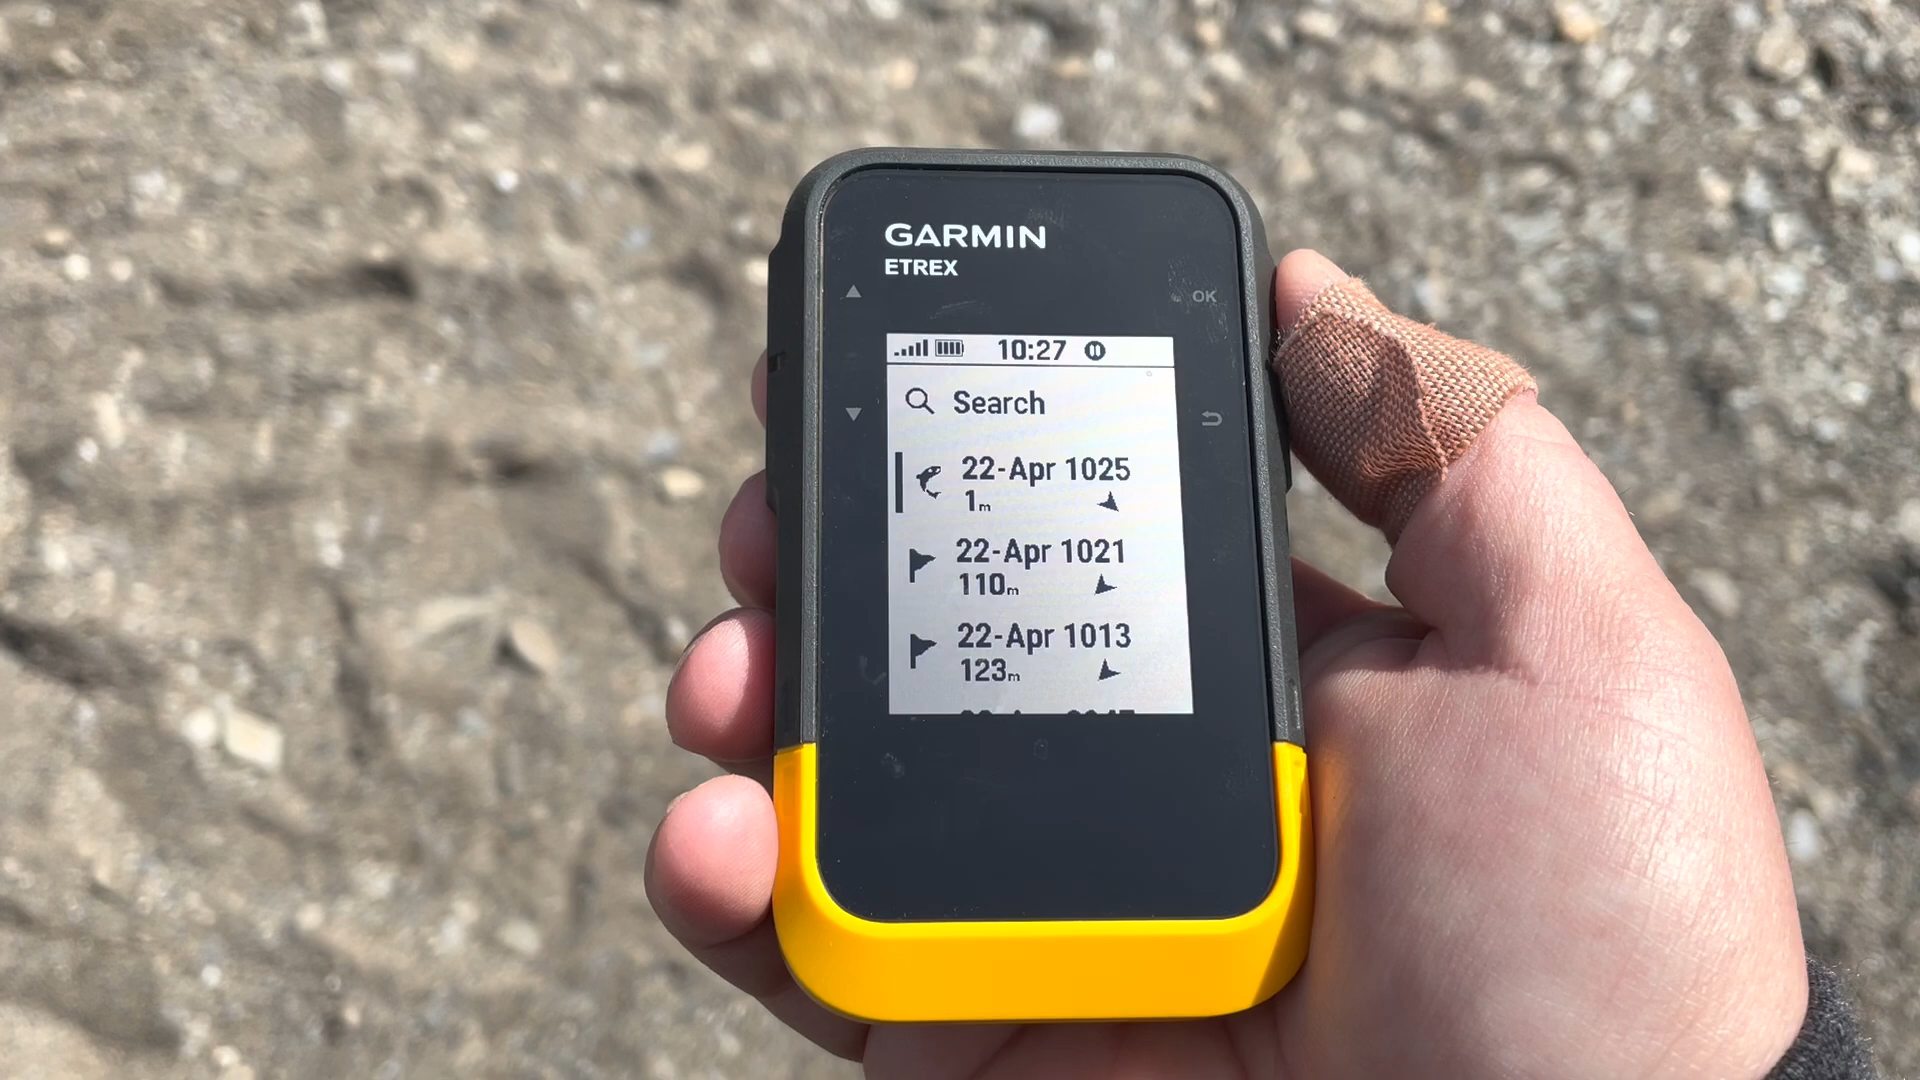 GARMIN
ETREX
OK
10:27
Search
22-Apr 1025
1m
22-Apr 1021
110m
22-Apr 1013
123m